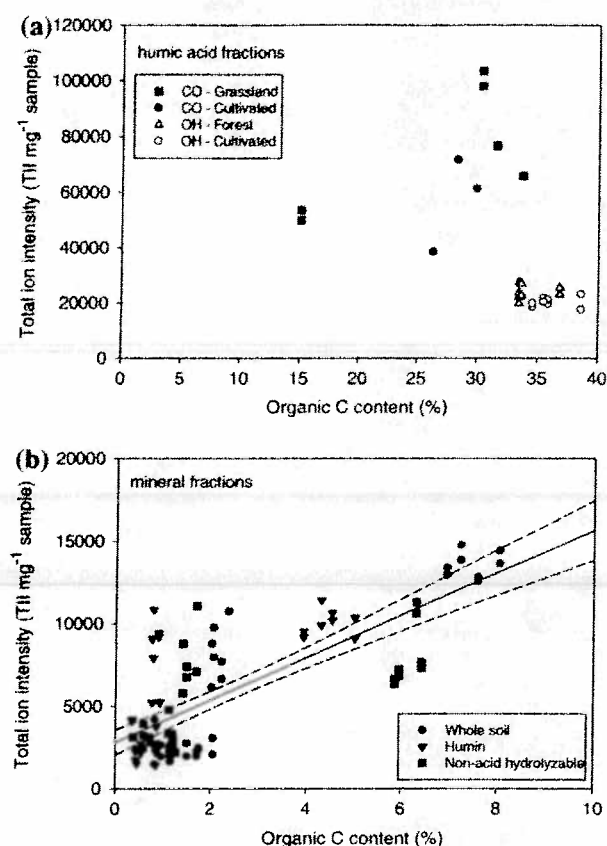 (a)
120000
100000
80000
60000
40000
20000
0
Total ion intensity (TII mg-1 sample)
humic acid fractions
CO - Grassland
CO - Cultivated
OH - Forest
OH - Cultivated
0 5 10 15 20 25 30 35 40
Organic C content (%)
(b)
20000
15000
10000
5000
0
Total ion intensity (TII mg-1 sample)
mineral fractions
Whole soil
Humin
Non-acid hydrolyzable
0 2 4 6 8 10
Organic C content (%)